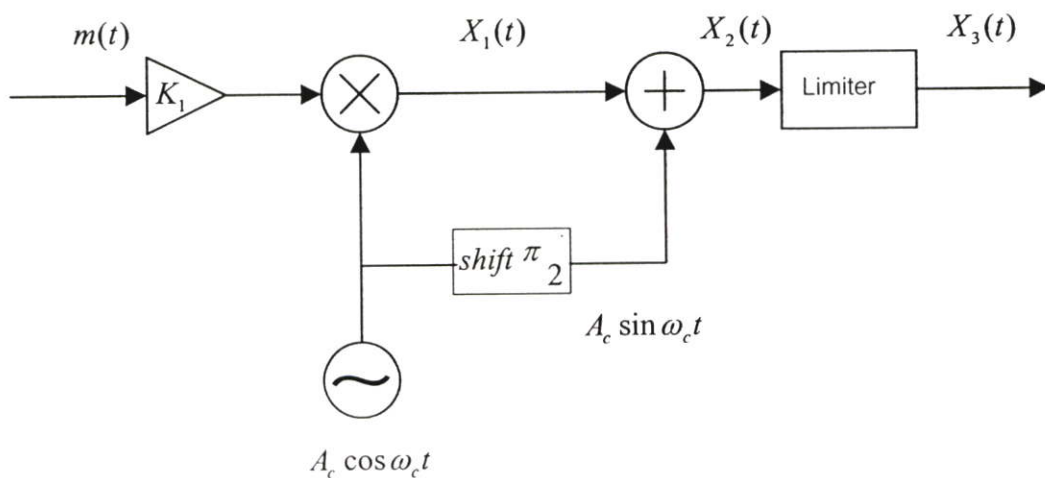 m(t)
X₁(t)
X₂(t)
X₃(t)
K₁
Limiter
shift π 2
A_c sin ω_c t
A_c cos ω_c t